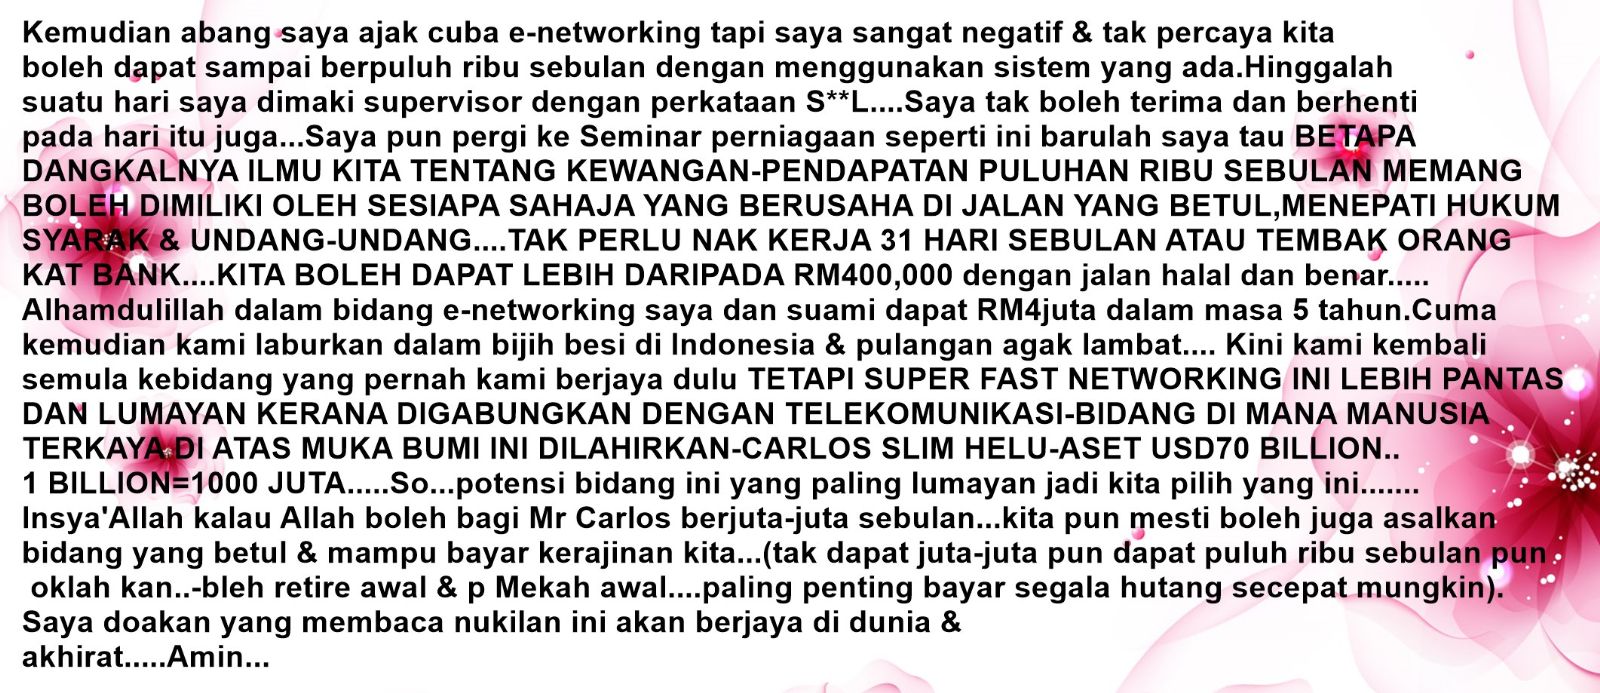 Kemudian abang saya ajak cuba e-networking tapi saya sangat negatif & tak percaya kita
boleh dapat sampai berpuluh ribu sebulan dengan menggunakan sistem yang ada.Hinggalah
suatu hari saya dimaki supervisor dengan perkataan S**L....Saya tak boleh terima dan berhenti
pada hari itu juga...Saya pun pergi ke Seminar perniagaan seperti ini barulah saya tau BETAPA
DANGKALNYA ILMU KITA TENTANG KEWANGAN-PENDAPATAN PULUHAN RIBU SEBULAN MEMANG
BOLEH DIMILIKI OLEH SESIAPA SAHAJA YANG BERUSAHA DI JALAN YANG BETUL,MENEPATI HUKUM
SYARAK & UNDANG-UNDANG....TAK PERLU NAK KERJA 31 HARI SEBULAN ATAU TEMBAK ORANG
KAT BANK....KITA BOLEH DAPAT LEBIH DARIPADA RM400,000 dengan jalan halal dan benar.....
Alhamdulillah dalam bidang e-networking saya dan suami dapat RM4juta dalam masa 5 tahun.Cuma
kemudian kami laburkan dalam bijih besi di Indonesia & pulangan agak lambat.... Kini kami kembali
semula kebidang yang pernah kami berjaya dulu TETAPI SUPER FAST NETWORKING INI LEBIH PANTAS
DAN LUMAYAN KERANA DIGABUNGKAN DENGAN TELEKOMUNIKASI-BIDANG DI MANA MANUSIA
TERKAYA DI ATAS MUKA BUMI INI DILAHIRKAN-CARLOS SLIM HELU-ASET USD70 BILLION..
1 BILLION=1000 JUTA.....So...potensi bidang ini yang paling lumayan jadi kita pilih yang ini.......
Insya'Allah kalau Allah boleh bagi Mr Carlos berjuta-juta sebulan...kita pun mesti boleh juga asalkan
bidang yang betul & mampu bayar kerajinan kita...(tak dapat juta-juta pun dapat puluh ribu sebulan pun
oklah kan..-bleh retire awal & p Mekah awal....paling penting bayar segala hutang secepat mungkin).
Saya doakan yang membaca nukilan ini akan berjaya di dunia &
akhirat.....Amin...